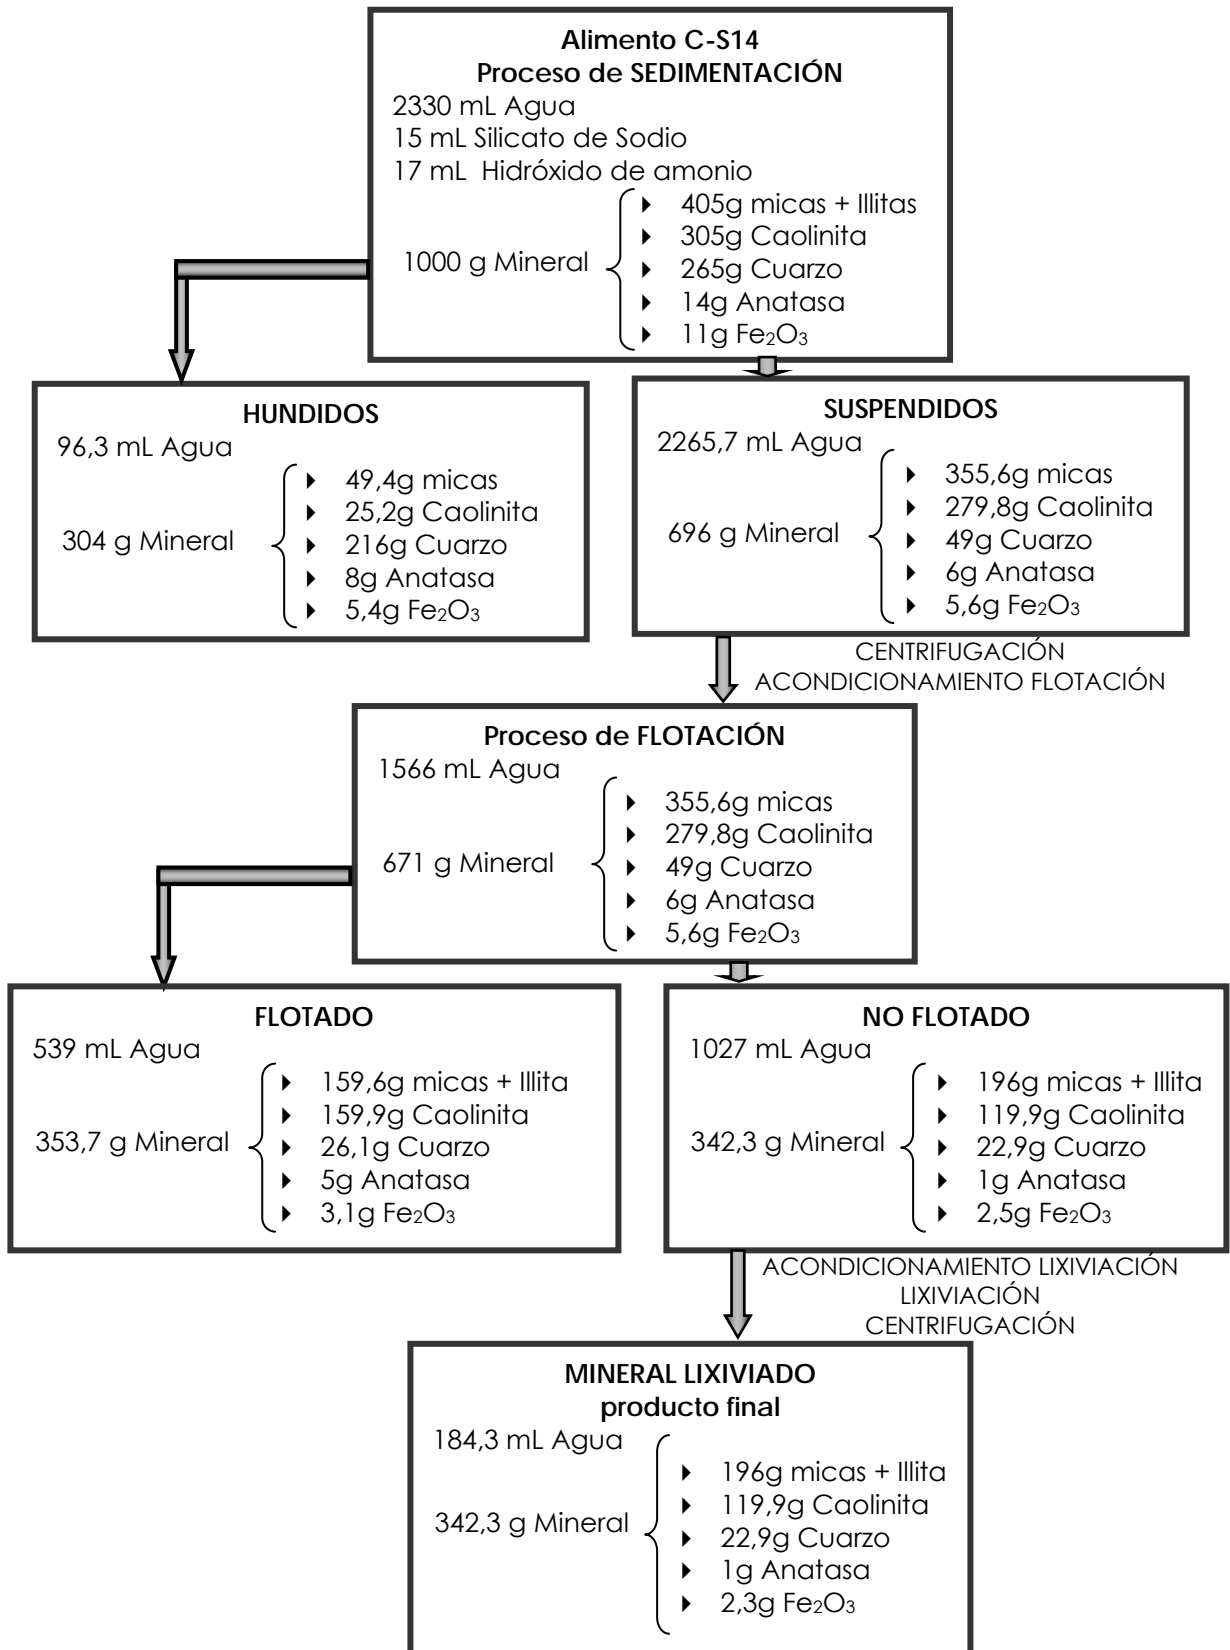 Alimento C-S14
Proceso de SEDIMENTACIÓN
2330 mL Agua
15 mL Silicato de Sodio
17 mL Hidróxido de amonio
1000 g Mineral
405g micas + Illitas
305g Caolinita
265g Cuarzo
14g Anatasa
11g Fe₂O₃
HUNDIDOS
96,3 mL Agua
304 g Mineral
49,4g micas
25,2g Caolinita
216g Cuarzo
8g Anatasa
5,4g Fe₂O₃
SUSPENDIDOS
2265,7 mL Agua
696 g Mineral
355,6g micas
279,8g Caolinita
49g Cuarzo
6g Anatasa
5,6g Fe₂O₃
CENTRIFUGACIÓN
ACONDICIONAMIENTO FLOTACIÓN
Proceso de FLOTACIÓN
1566 mL Agua
671 g Mineral
355,6g micas
279,8g Caolinita
49g Cuarzo
6g Anatasa
5,6g Fe₂O₃
FLOTADO
539 mL Agua
353,7 g Mineral
159,6g micas + Illita
159,9g Caolinita
26,1g Cuarzo
5g Anatasa
3,1g Fe₂O₃
NO FLOTADO
1027 mL Agua
342,3 g Mineral
196g micas + Illita
119,9g Caolinita
22,9g Cuarzo
1g Anatasa
2,5g Fe₂O₃
ACONDICIONAMIENTO LIXIVIACIÓN
LIXIVIACIÓN
CENTRIFUGACIÓN
MINERAL LIXIVIADO
producto final
184,3 mL Agua
342,3 g Mineral
196g micas + Illita
119,9g Caolinita
22,9g Cuarzo
1g Anatasa
2,3g Fe₂O₃